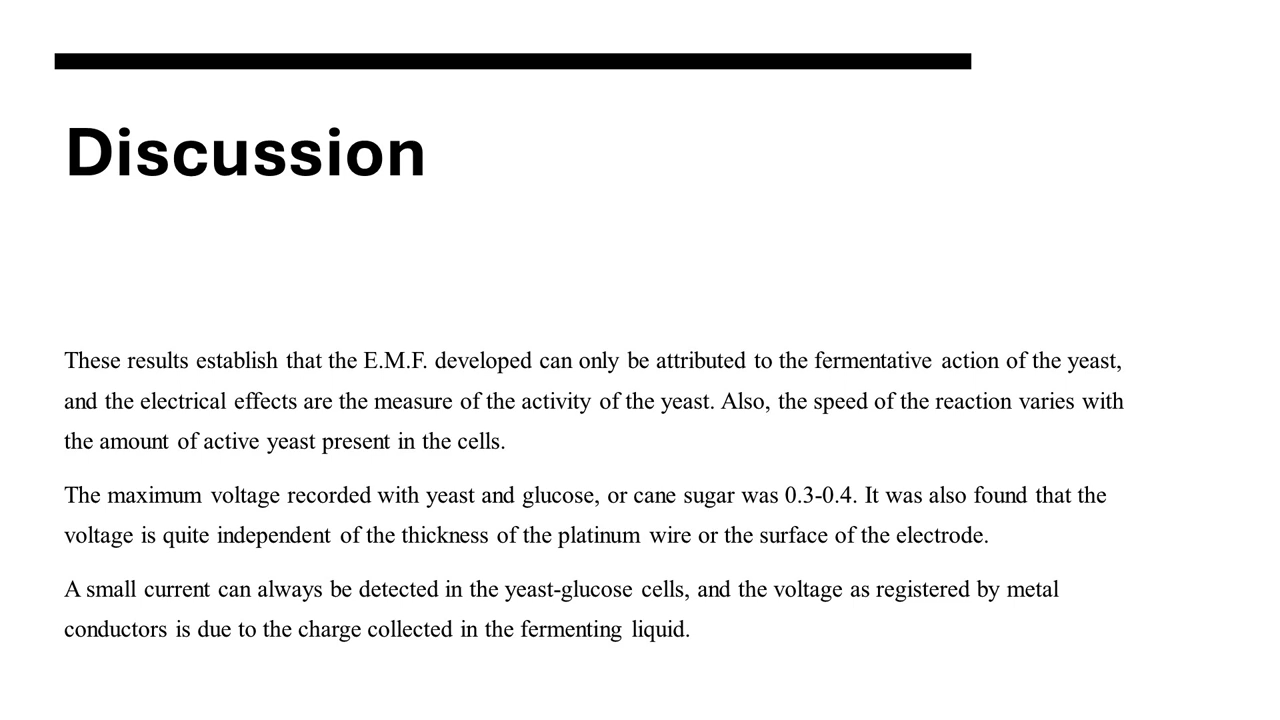 Discussion
These results establish that the E.M.F. developed can only be attributed to the fermentative action of the yeast,
and the electrical effects are the measure of the activity of the yeast. Also, the speed of the reaction varies with
the amount of active yeast present in the cells.
The maximum voltage recorded with yeast and glucose, or cane sugar was 0.3-0.4. It was also found that the
voltage is quite independent of the thickness of the platinum wire or the surface of the electrode.
A small current can always be detected in the yeast-glucose cells, and the voltage as registered by metal
conductors is due to the charge collected in the fermenting liquid.